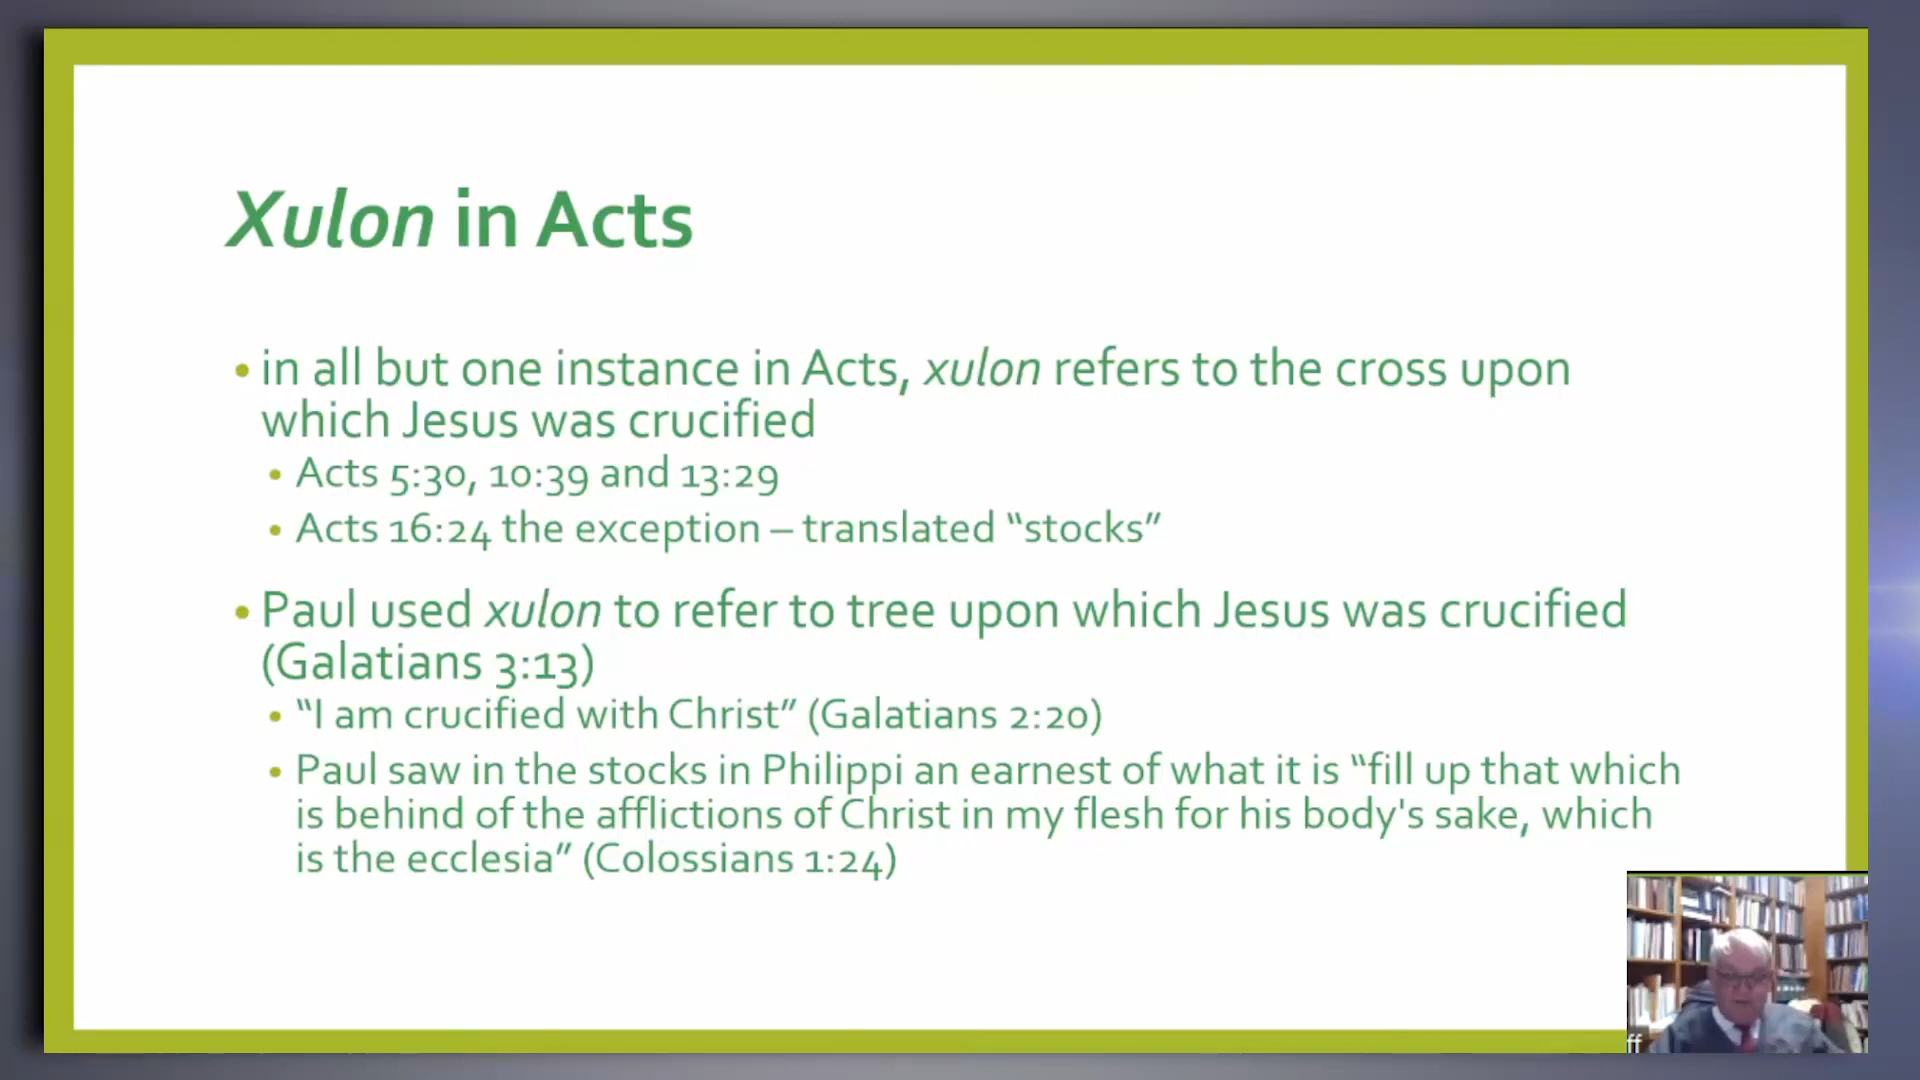 Xulon in Acts
• in all but one instance in Acts, xulon refers to the cross upon
which Jesus was crucified
• Acts 5:30, 10:39 and 13:29
• Acts 16:24 the exception – translated “stocks”
• Paul used xulon to refer to tree upon which Jesus was crucified
(Galatians 3:13)
• “I am crucified with Christ” (Galatians 2:20)
• Paul saw in the stocks in Philippi an earnest of what it is “fill up that which
is behind of the afflictions of Christ in my flesh for his body's sake, which
is the ecclesia” (Colossians 1:24)
ff